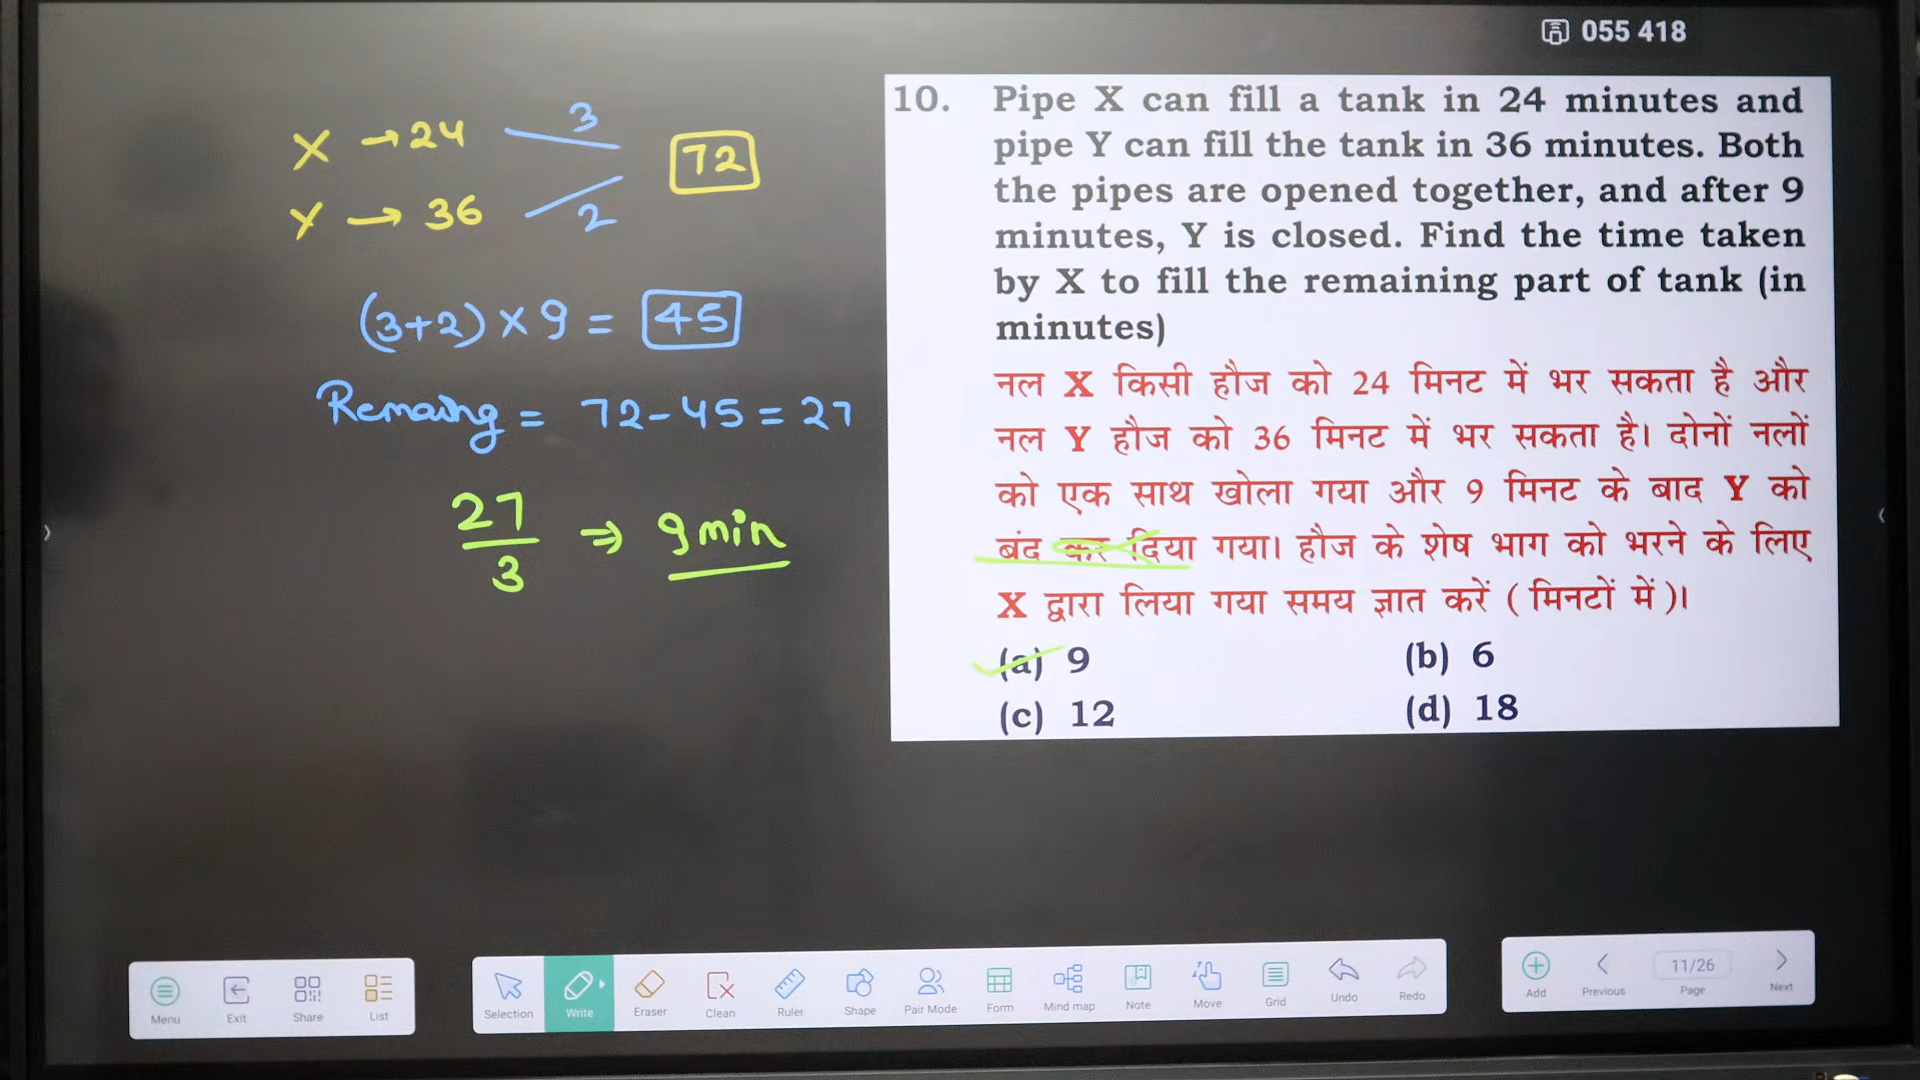 055 418
X → 24 3
72
Y → 36 2
(3+2) × 9 = 45
Remaing = 72-45 = 27
27/3 ⇒ 9 min
10. Pipe X can fill a tank in 24 minutes and
pipe Y can fill the tank in 36 minutes. Both
the pipes are opened together, and after 9
minutes, Y is closed. Find the time taken
by X to fill the remaining part of tank (in
minutes)
नल X किसी हौज को 24 मिनट में भर सकता है और
नल Y हौज को 36 मिनट में भर सकता है। दोनों नलों
को एक साथ खोला गया और 9 मिनट के बाद Y को
बंद कर दिया गया। हौज के शेष भाग को भरने के लिए
X द्वारा लिया गया समय ज्ञात करें ( मिनटों में )।
(a) 9 (b) 6
(c) 12 (d) 18
Menu Exit Share List Selection Write Eraser Clean Ruler Shape Pair Mode Form Mind map Note Move Grid Undo Redo Add Previous 11/26 Page Next